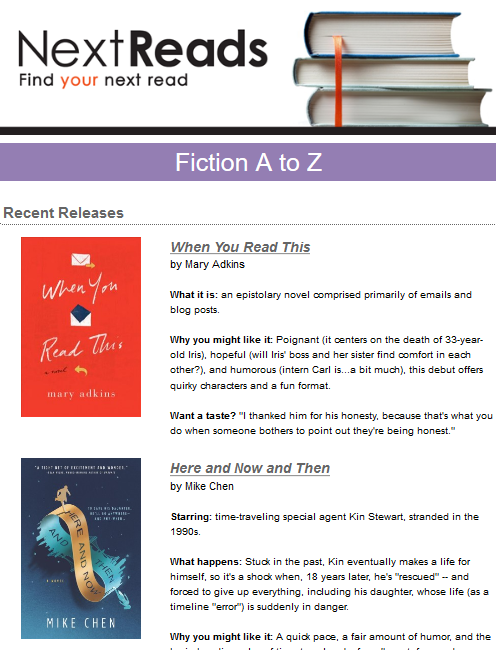 NextReads
Find your next read
Fiction A to Z
Recent Releases
When You
Read This
a novel
mary adkins
When You Read This
by Mary Adkins
What it is: an epistolary novel comprised primarily of emails and
blog posts.
Why you might like it: Poignant (it centers on the death of 33-year-
old Iris), hopeful (will Iris' boss and her sister find comfort in each
other?), and humorous (intern Carl is...a bit much), this debut offers
quirky characters and a fun format.
Want a taste? "I thanked him for his honesty, because that's what you
do when someone bothers to point out they're being honest."
HERE AND NOW
AND THEN
A NOVEL
MIKE CHEN
Here and Now and Then
by Mike Chen
Starring: time-traveling special agent Kin Stewart, stranded in the
1990s.
What happens: Stuck in the past, Kin eventually makes a life for
himself, so it's a shock when, 18 years later, he's "rescued" -- and
forced to give up everything, including his daughter, whose life (as a
timeline "error") is suddenly in danger.
Why you might like it: A quick pace, a fair amount of humor, and the